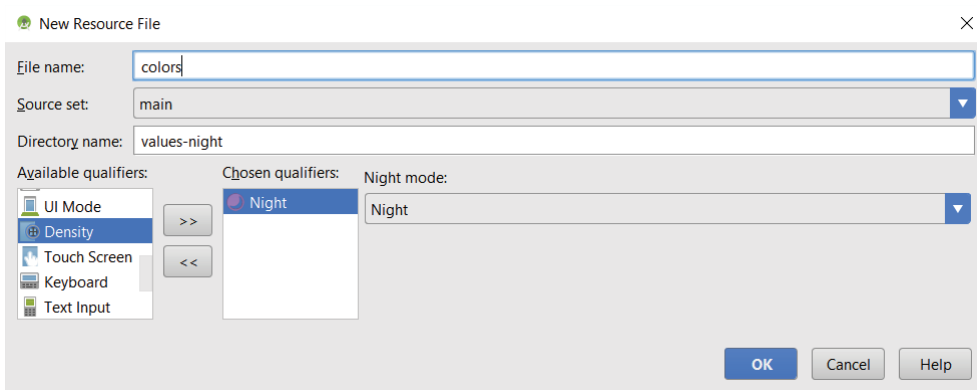 New Resource File
File name: colors
Source set: main
Directory name: values-night
Available qualifiers: Chosen qualifiers: Night mode:
UI Mode
Density
Touch Screen
Keyboard
Text Input
>>
<<
Night
Night
OK Cancel Help